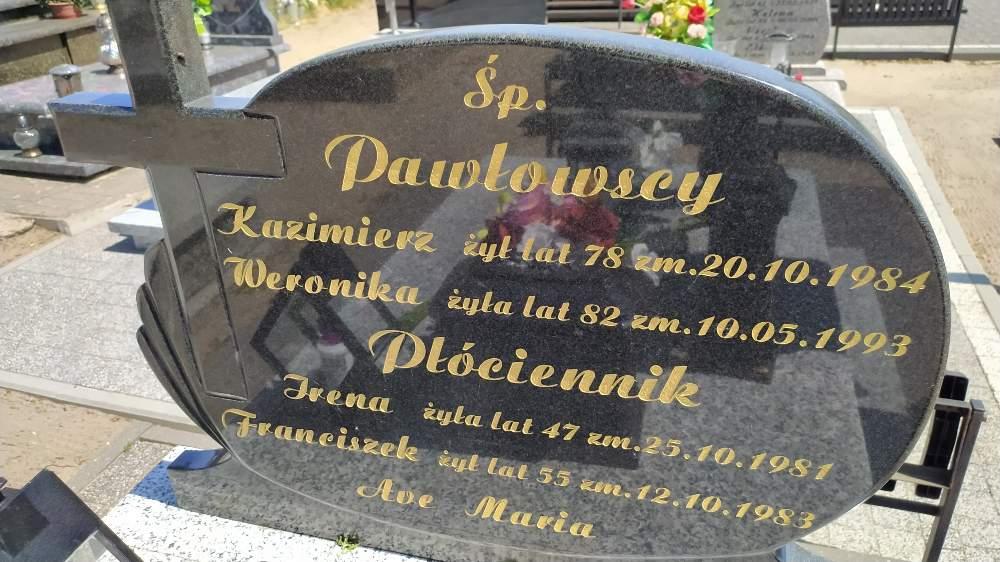 Śp.
Pawłowscy
Kazimierz żył lat 78 zm.20.10.1984
Weronika żyła lat 82 zm.10.05.1993
Płóciennik
Irena żyła lat 47 zm.25.10.1981
Franciszek żył lat 55 zm.12.10.1983
Ave Maria